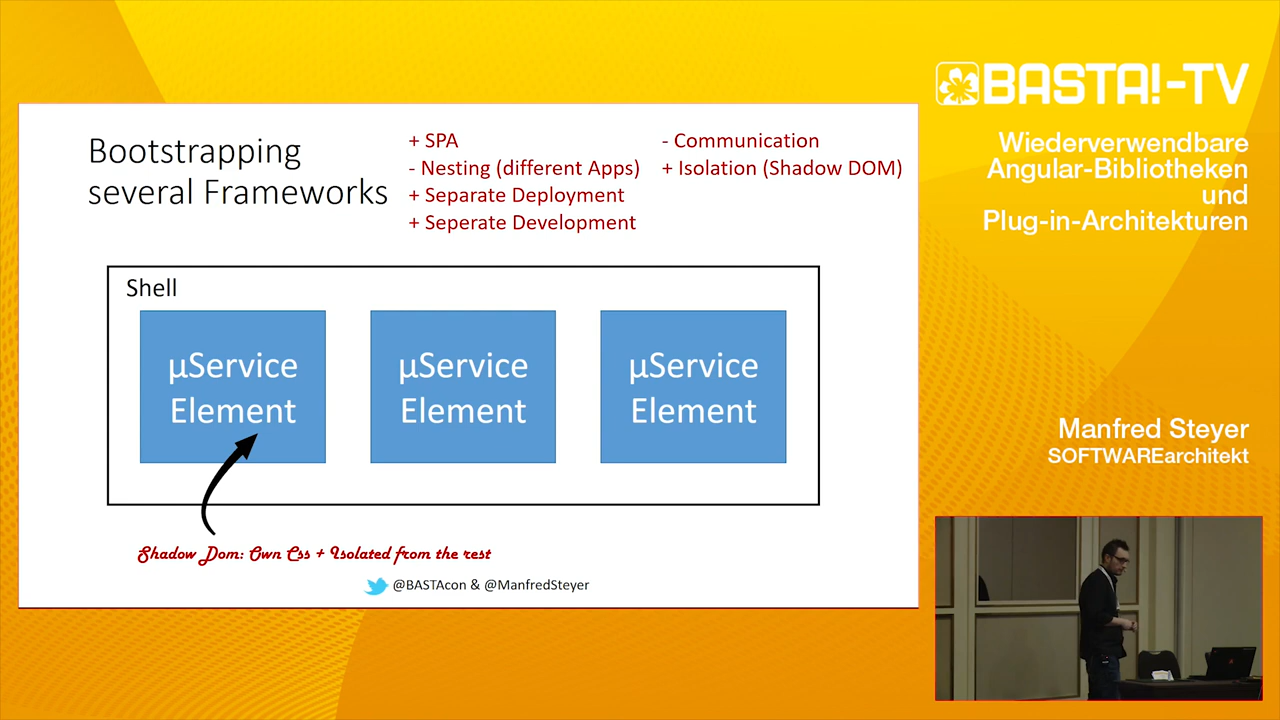 Bootstrapping
several Frameworks
+ SPA
- Nesting (different Apps)
+ Separate Deployment
+ Seperate Development
- Communication
+ Isolation (Shadow DOM)
Shell
µService
Element
µService
Element
µService
Element
Shadow Dom: Own Css + Isolated from the rest
@BASTAcon & @ManfredSteyer
BASTA!-TV
Wiederverwendbare
Angular-Bibliotheken
und
Plug-in-Architekturen
Manfred Steyer
SOFTWAREarchitekt